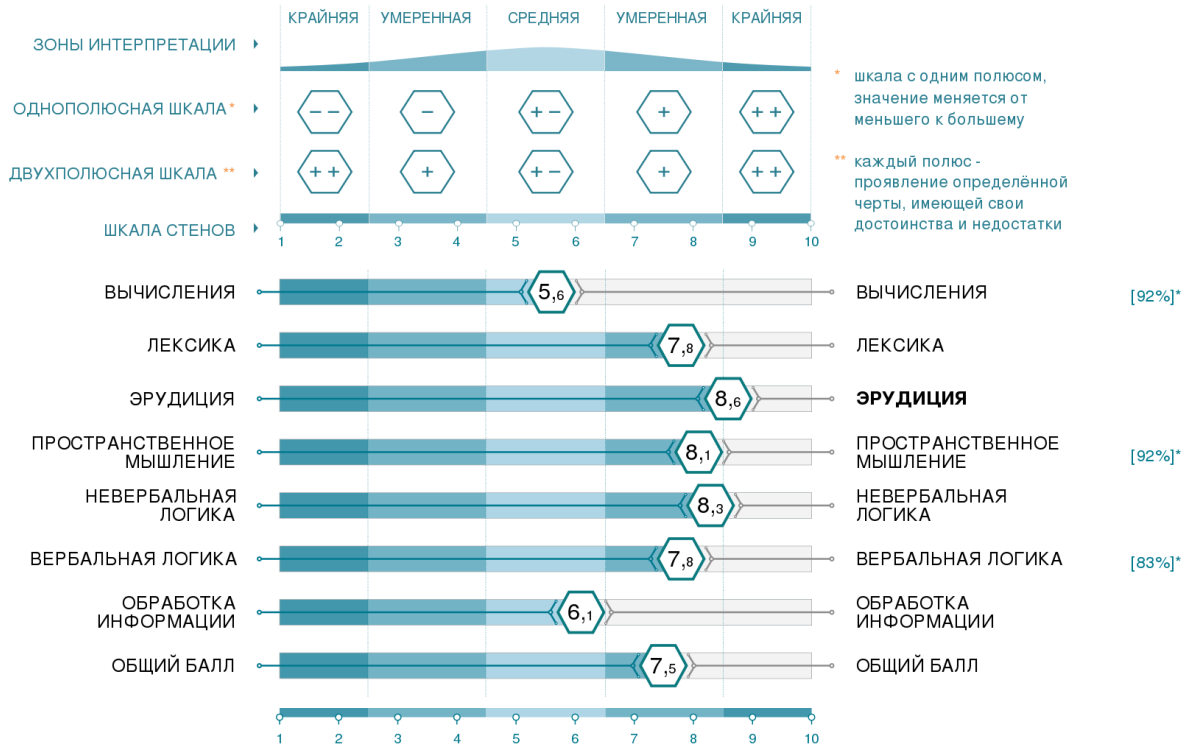 КРАЙНЯЯ УМЕРЕННАЯ СРЕДНЯЯ УМЕРЕННАЯ КРАЙНЯЯ
ЗОНЫ ИНТЕРПРЕТАЦИИ
ОДНОПОЛЮСНАЯ ШКАЛА * − − − + − + + +
ДВУХПОЛЮСНАЯ ШКАЛА ** + + + + − + + +
* шкала с одним полюсом,
значение меняется от
меньшего к большему
** каждый полюс -
проявление определённой
черты, имеющей свои
достоинства и недостатки
ШКАЛА СТЕНОВ
1 2 3 4 5 6 7 8 9 10
ВЫЧИСЛЕНИЯ 5,6 ВЫЧИСЛЕНИЯ [92%]*
ЛЕКСИКА 7,8 ЛЕКСИКА
ЭРУДИЦИЯ 8,6 ЭРУДИЦИЯ
ПРОСТРАНСТВЕННОЕ
МЫШЛЕНИЕ 8,1 ПРОСТРАНСТВЕННОЕ
МЫШЛЕНИЕ [92%]*
НЕВЕРБАЛЬНАЯ
ЛОГИКА 8,3 НЕВЕРБАЛЬНАЯ
ЛОГИКА
ВЕРБАЛЬНАЯ ЛОГИКА 7,8 ВЕРБАЛЬНАЯ ЛОГИКА [83%]*
ОБРАБОТКА
ИНФОРМАЦИИ 6,1 ОБРАБОТКА
ИНФОРМАЦИИ
ОБЩИЙ БАЛЛ 7,5 ОБЩИЙ БАЛЛ
1 2 3 4 5 6 7 8 9 10